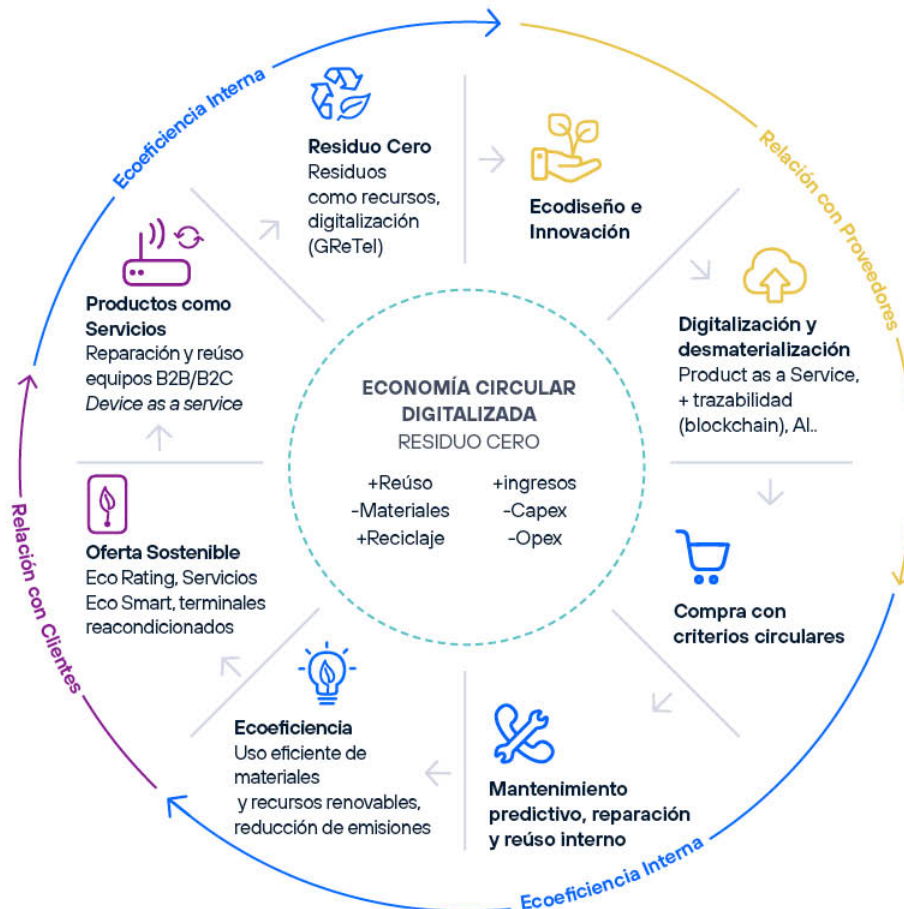 Ecoeficiencia Interna
Relación con Proveedores
Residuo Cero
Residuos
como recursos,
digitalización
(GReTel)
Ecodiseño e
Innovación
Digitalización y
desmaterialización
Product as a Service,
+ trazabilidad
(blockchain), AI..
Compra con
criterios circulares
Mantenimiento
predictivo, reparación
y reúso interno
Ecoeficiencia Interna
Ecoeficiencia
Uso eficiente de
materiales
y recursos renovables,
reducción de emisiones
Relación con Clientes
Oferta Sostenible
Eco Rating, Servicios
Eco Smart, terminales
reacondicionados
Productos como
Servicios
Reparación y reúso
equipos B2B/B2C
Device as a service
ECONOMÍA CIRCULAR
DIGITALIZADA
RESIDUO CERO
+Reúso +ingresos
-Materiales -Capex
+Reciclaje -Opex